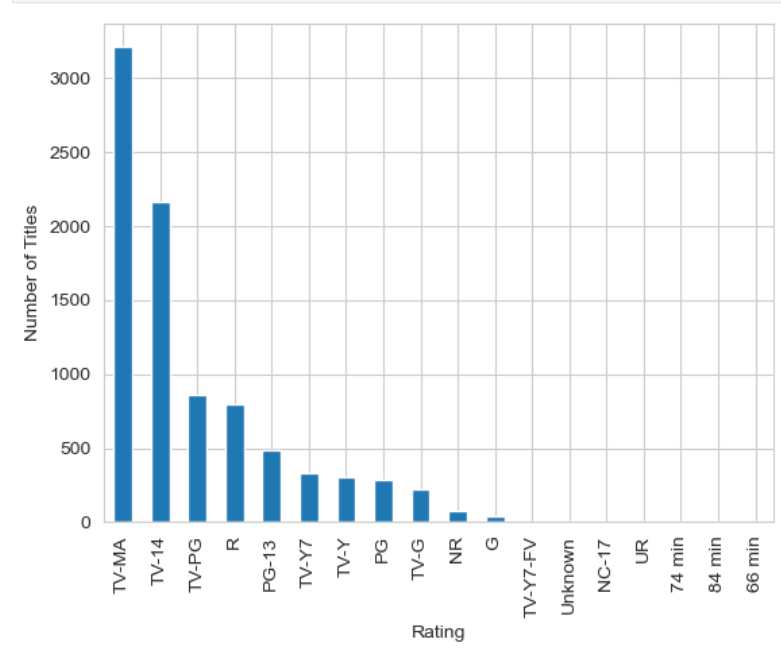 Number of Titles
3000
2500
2000
1500
1000
500
0
TV-MA
TV-14
TV-PG
R
PG-13
TV-Y7
TV-Y
PG
TV-G
NR
G
TV-Y7-FV
Unknown
NC-17
UR
74 min
84 min
66 min
Rating